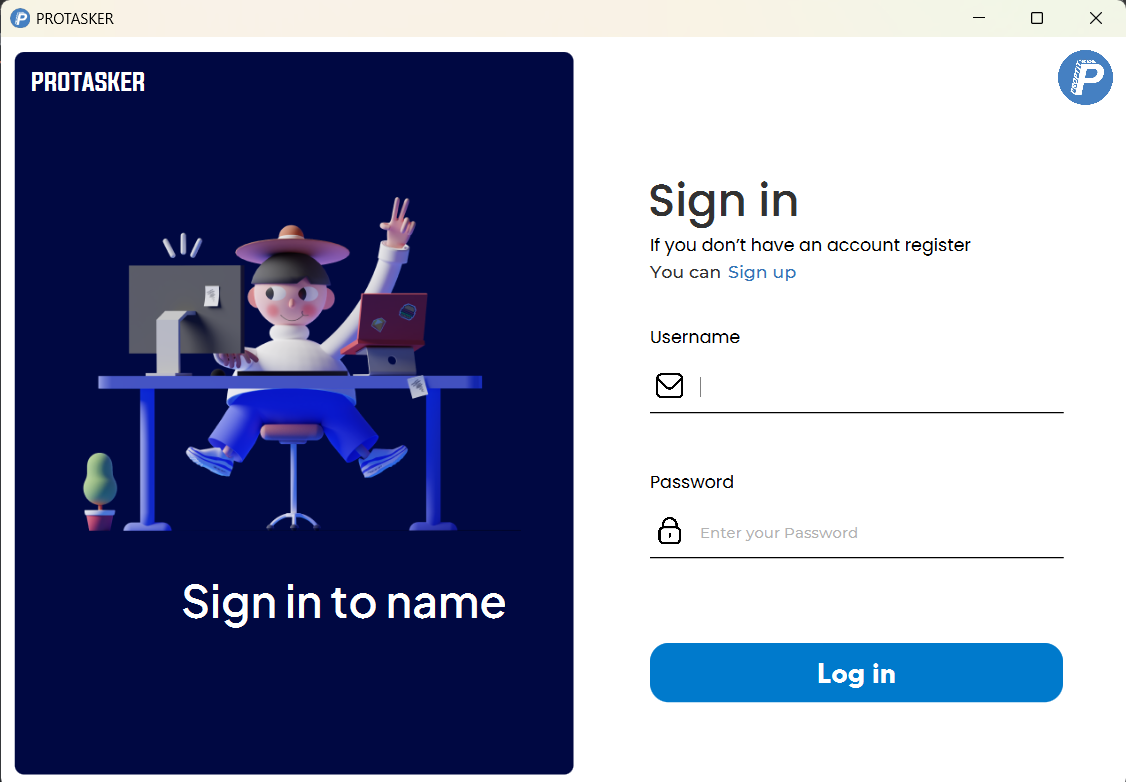 PROTASKER
PROTASKER
P
Sign in
If you don't have an account register
You can Sign up
Username
Password
Enter your Password
Log in
Sign in to name